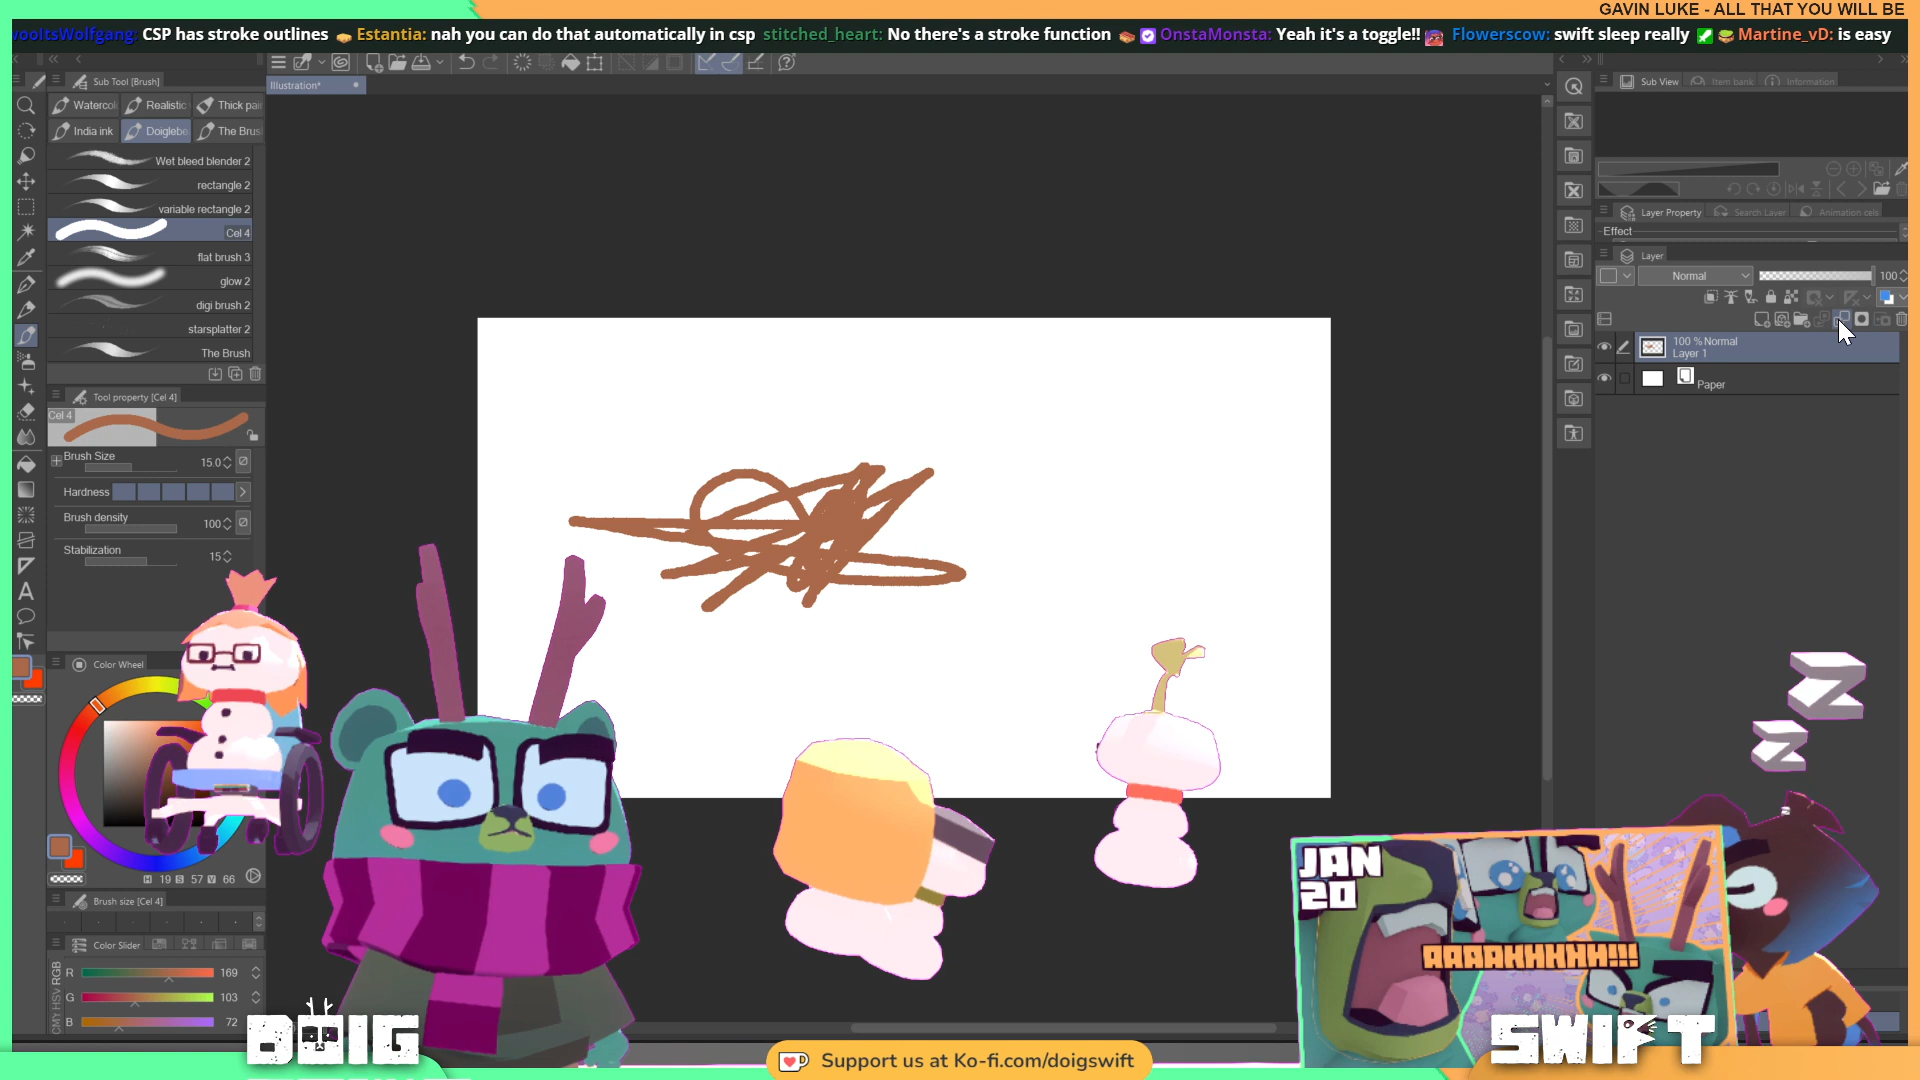 GAVIN LUKE - ALL THAT YOU WILL BE
wooItsWolfgang: CSP has stroke outlines Estantia: nah you can do that automatically in csp stitched_heart: No there's a stroke function OnstaMonsta: Yeah it's a toggle!! Flowerscow: swift sleep really Martine_vD: is easy
Sub Tool [Brush]
Illustration*
Sub View
Item bank
Information
Watercol
Realistic
Thick pai
India ink
Doiglebe
The Brus
Wet bleed blender 2
rectangle 2
variable rectangle 2
Cel 4
flat brush 3
glow 2
digi brush 2
starsplatter 2
The Brush
Layer Property
Search Layer
Animation cels
Effect
Layer
Normal
100
100 % Normal
Layer 1
Paper
Tool property [Cel 4]
Cel 4
Brush Size
15.0
Hardness
Brush density
100
Stabilization
15
Color Wheel
H 19 S 57 V 66
Brush size [Cel 4]
Color Slider
RGB
HSV
CMY
R 169
G 103
B 72
Z
Z
JAN
20
AAAAHHHHH!!!
DOIG
SWIFT
Support us at Ko-fi.com/doigswift